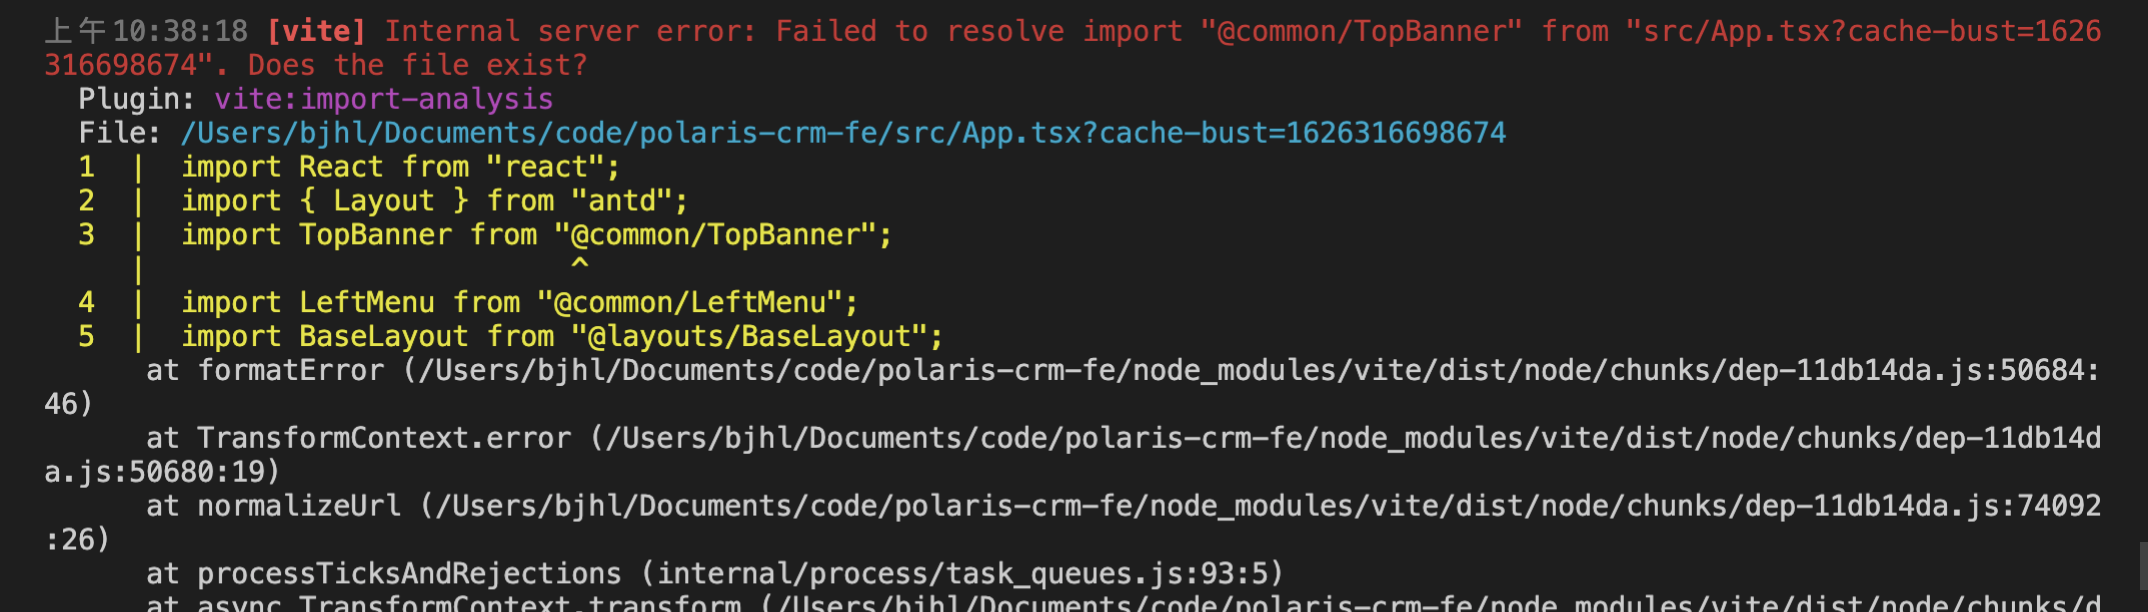 上午10:38:18 [vite] Internal server error: Failed to resolve import "@common/TopBanner" from "src/App.tsx?cache-bust=1626
316698674". Does the file exist?
Plugin: vite:import-analysis
File: /Users/bjhl/Documents/code/polaris-crm-fe/src/App.tsx?cache-bust=1626316698674
1  |  import React from "react";
2  |  import { Layout } from "antd";
3  |  import TopBanner from "@common/TopBanner";
   |                         ^
4  |  import LeftMenu from "@common/LeftMenu";
5  |  import BaseLayout from "@layouts/BaseLayout";
at formatError (/Users/bjhl/Documents/code/polaris-crm-fe/node_modules/vite/dist/node/chunks/dep-11db14da.js:50684:
46)
at TransformContext.error (/Users/bjhl/Documents/code/polaris-crm-fe/node_modules/vite/dist/node/chunks/dep-11db14d
a.js:50680:19)
at normalizeUrl (/Users/bjhl/Documents/code/polaris-crm-fe/node_modules/vite/dist/node/chunks/dep-11db14da.js:74092
:26)
at processTicksAndRejections (internal/process/task_queues.js:93:5)
at async TransformContext.transform (/Users/bjhl/Documents/code/polaris-crm-fe/node_modules/vite/dist/node/chunks/d